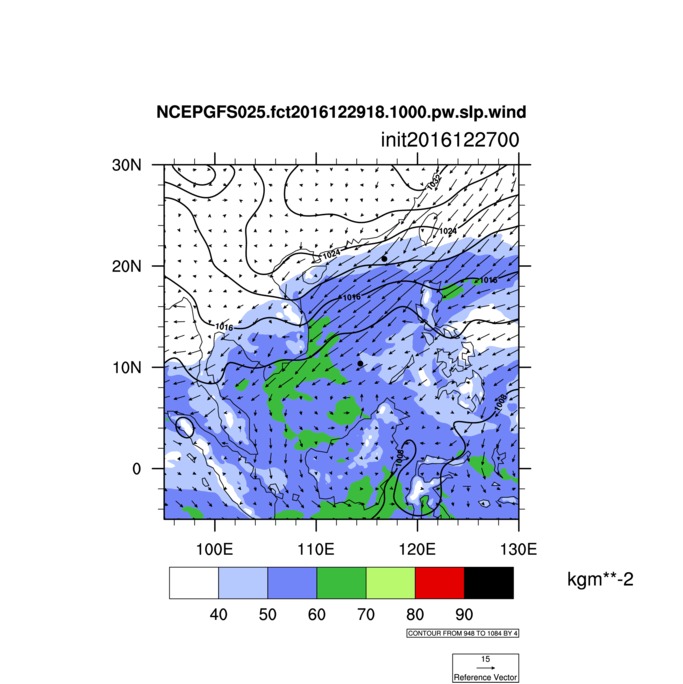 NCEPGFS025.fct2016122918.1000.pw.slp.wind
init2016122700
30N
1032
1024
1024
20N
1016
1016
1016
10N
1008
1008
0
100E 110E 120E 130E
40 50 60 70 80 90
kgm**-2
CONTOUR FROM 948 TO 1084 BY 4
15
Reference Vector